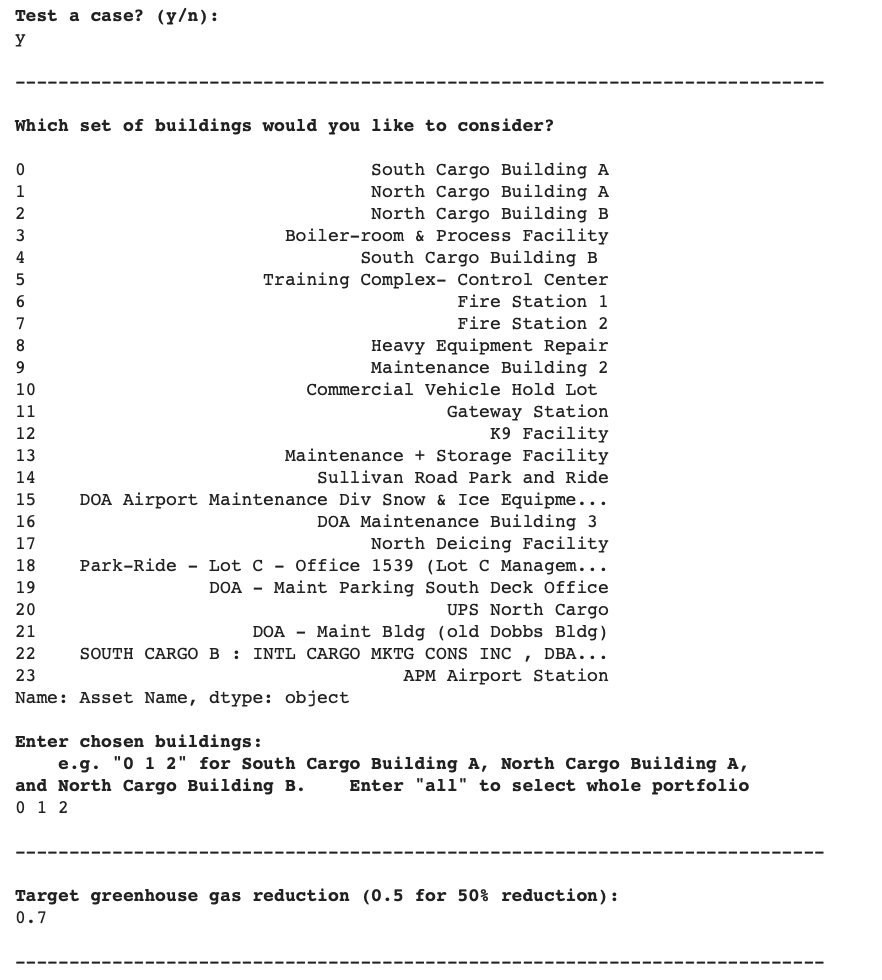 Test a case? (y/n):
y
---------------------------------------------------------------------------
Which set of buildings would you like to consider?
0 South Cargo Building A
1 North Cargo Building A
2 North Cargo Building B
3 Boiler-room & Process Facility
4 South Cargo Building B
5 Training Complex- Control Center
6 Fire Station 1
7 Fire Station 2
8 Heavy Equipment Repair
9 Maintenance Building 2
10 Commercial Vehicle Hold Lot
11 Gateway Station
12 K9 Facility
13 Maintenance + Storage Facility
14 Sullivan Road Park and Ride
15 DOA Airport Maintenance Div Snow & Ice Equipme...
16 DOA Maintenance Building 3
17 North Deicing Facility
18 Park-Ride - Lot C - Office 1539 (Lot C Managem...
19 DOA - Maint Parking South Deck Office
20 UPS North Cargo
21 DOA - Maint Bldg (old Dobbs Bldg)
22 SOUTH CARGO B : INTL CARGO MKTG CONS INC , DBA...
23 APM Airport Station
Name: Asset Name, dtype: object
Enter chosen buildings:
e.g. "0 1 2" for South Cargo Building A, North Cargo Building A,
and North Cargo Building B. Enter "all" to select whole portfolio
0 1 2
---------------------------------------------------------------------------
Target greenhouse gas reduction (0.5 for 50% reduction):
0.7
---------------------------------------------------------------------------